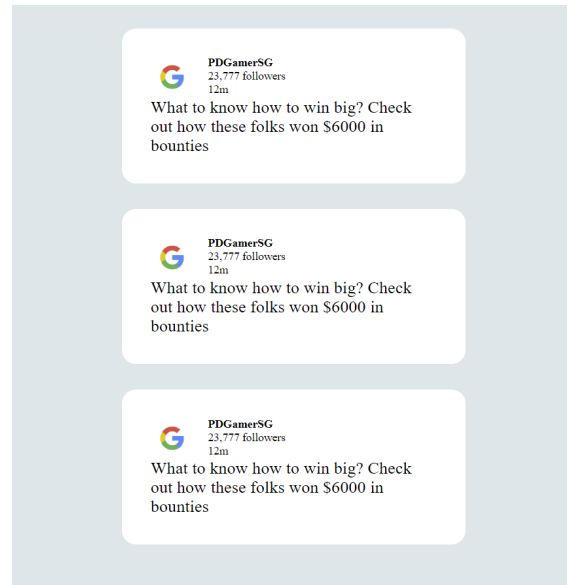 PDGamerSG
23,777 followers
12m
What to know how to win big? Check
out how these folks won $6000 in
bounties
PDGamerSG
23,777 followers
12m
What to know how to win big? Check
out how these folks won $6000 in
bounties
PDGamerSG
23,777 followers
12m
What to know how to win big? Check
out how these folks won $6000 in
bounties